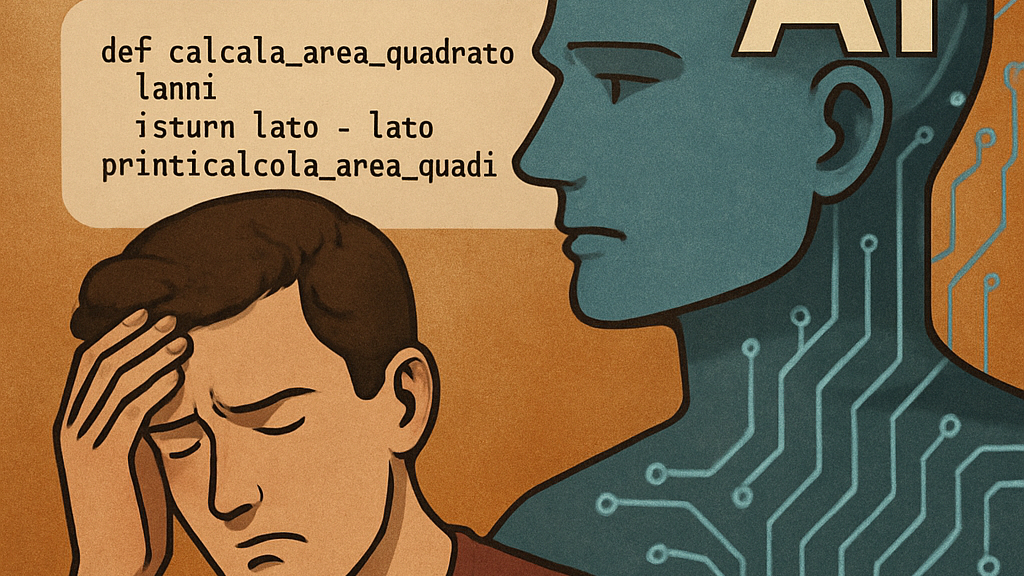 AI
def calcala_area_quadrato
lanni
isturn lato - lato
printicalcola_area_quadi